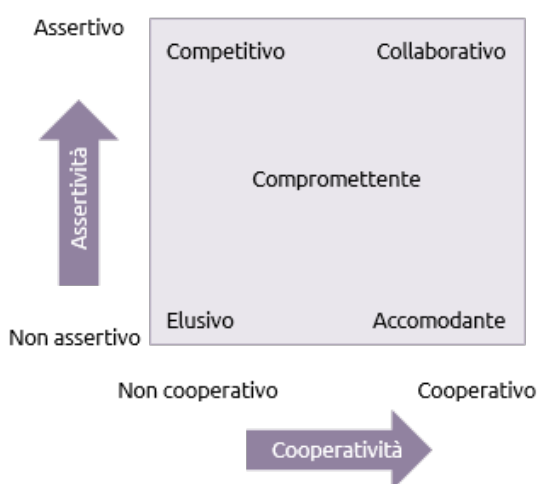 Assertivo
Competitivo
Collaborativo
Assertività
Compromettente
Elusivo
Accomodante
Non assertivo
Non cooperativo
Cooperativo
Cooperatività